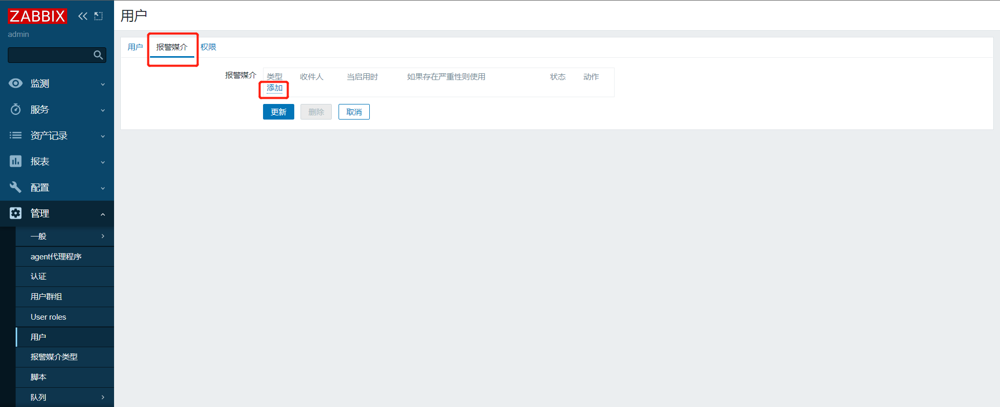 ZABBIX
admin
监测
服务
资产记录
报表
配置
管理
一般
agent代理程序
认证
用户群组
User roles
用户
报警媒介类型
脚本
队列
用户
用户 报警媒介 权限
报警媒介 类型 收件人 当启用时 如果存在严重性则使用 状态 动作
添加
更新 删除 取消